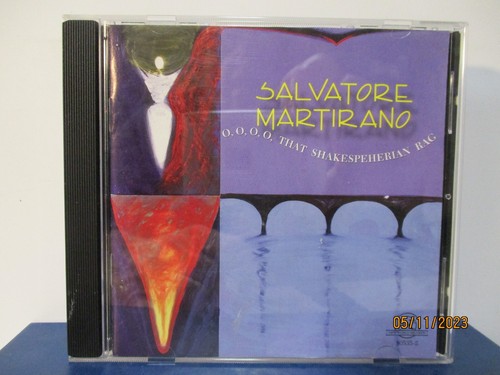 SALVATORE
MARTIRANO
O, O, O, O, THAT SHAKESPEHERIAN RAG
05/11/2023